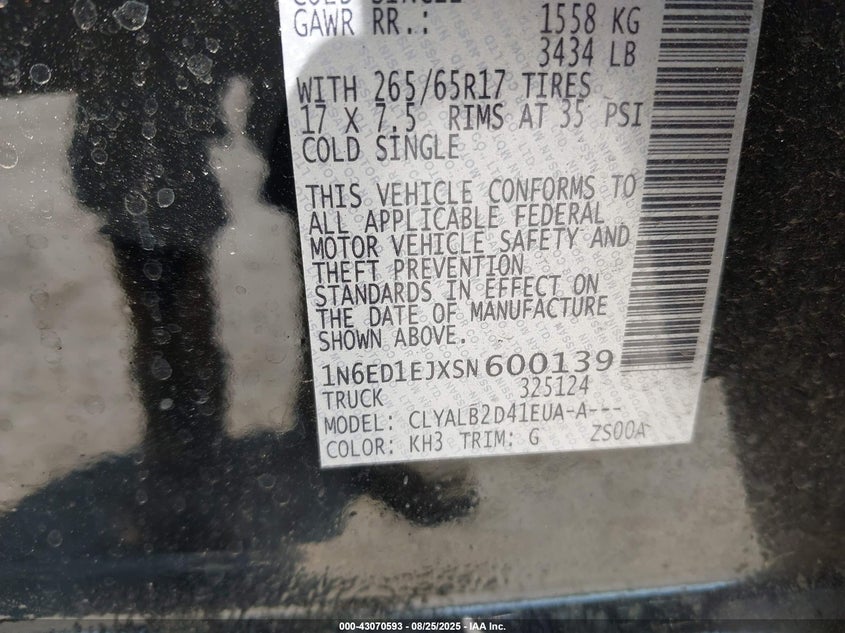 GAWR RR.: 1558 KG
3434 LB
WITH 265/65R17 TIRES
17 X 7.5 RIMS AT 35 PSI
COLD SINGLE
THIS VEHICLE CONFORMS TO
ALL APPLICABLE FEDERAL
MOTOR VEHICLE SAFETY AND
THEFT PREVENTION
STANDARDS IN EFFECT ON
THE DATE OF MANUFACTURE
SHOWN ABOVE.
1N6ED1EJXSN600139
TRUCK 325124
MODEL: CLYALB2D41EUA-A---
COLOR: KH3 TRIM: G ZS00A
000-43070593 - 08/25/2025 - IAA Inc.